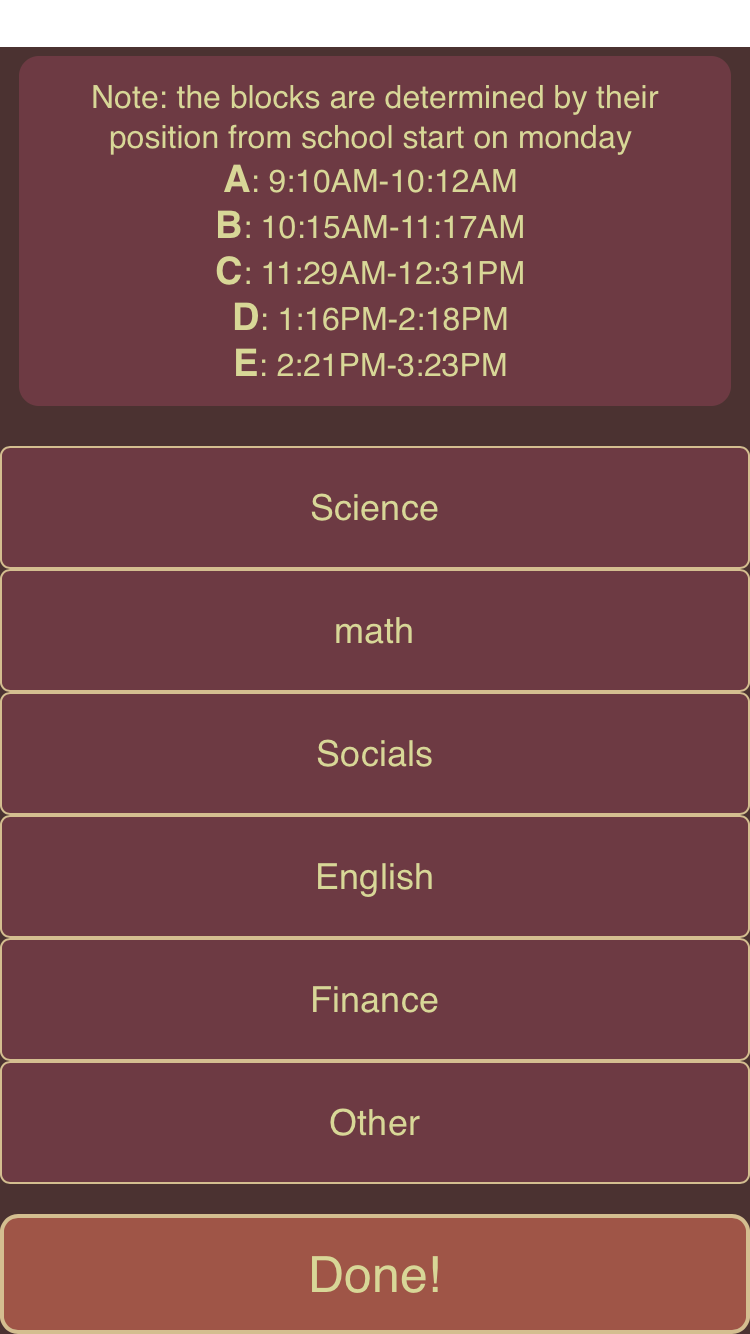 Note: the blocks are determined by their
position from school start on monday
A: 9:10AM-10:12AM
B: 10:15AM-11:17AM
C: 11:29AM-12:31PM
D: 1:16PM-2:18PM
E: 2:21PM-3:23PM
Science
math
Socials
English
Finance
Other
Done!